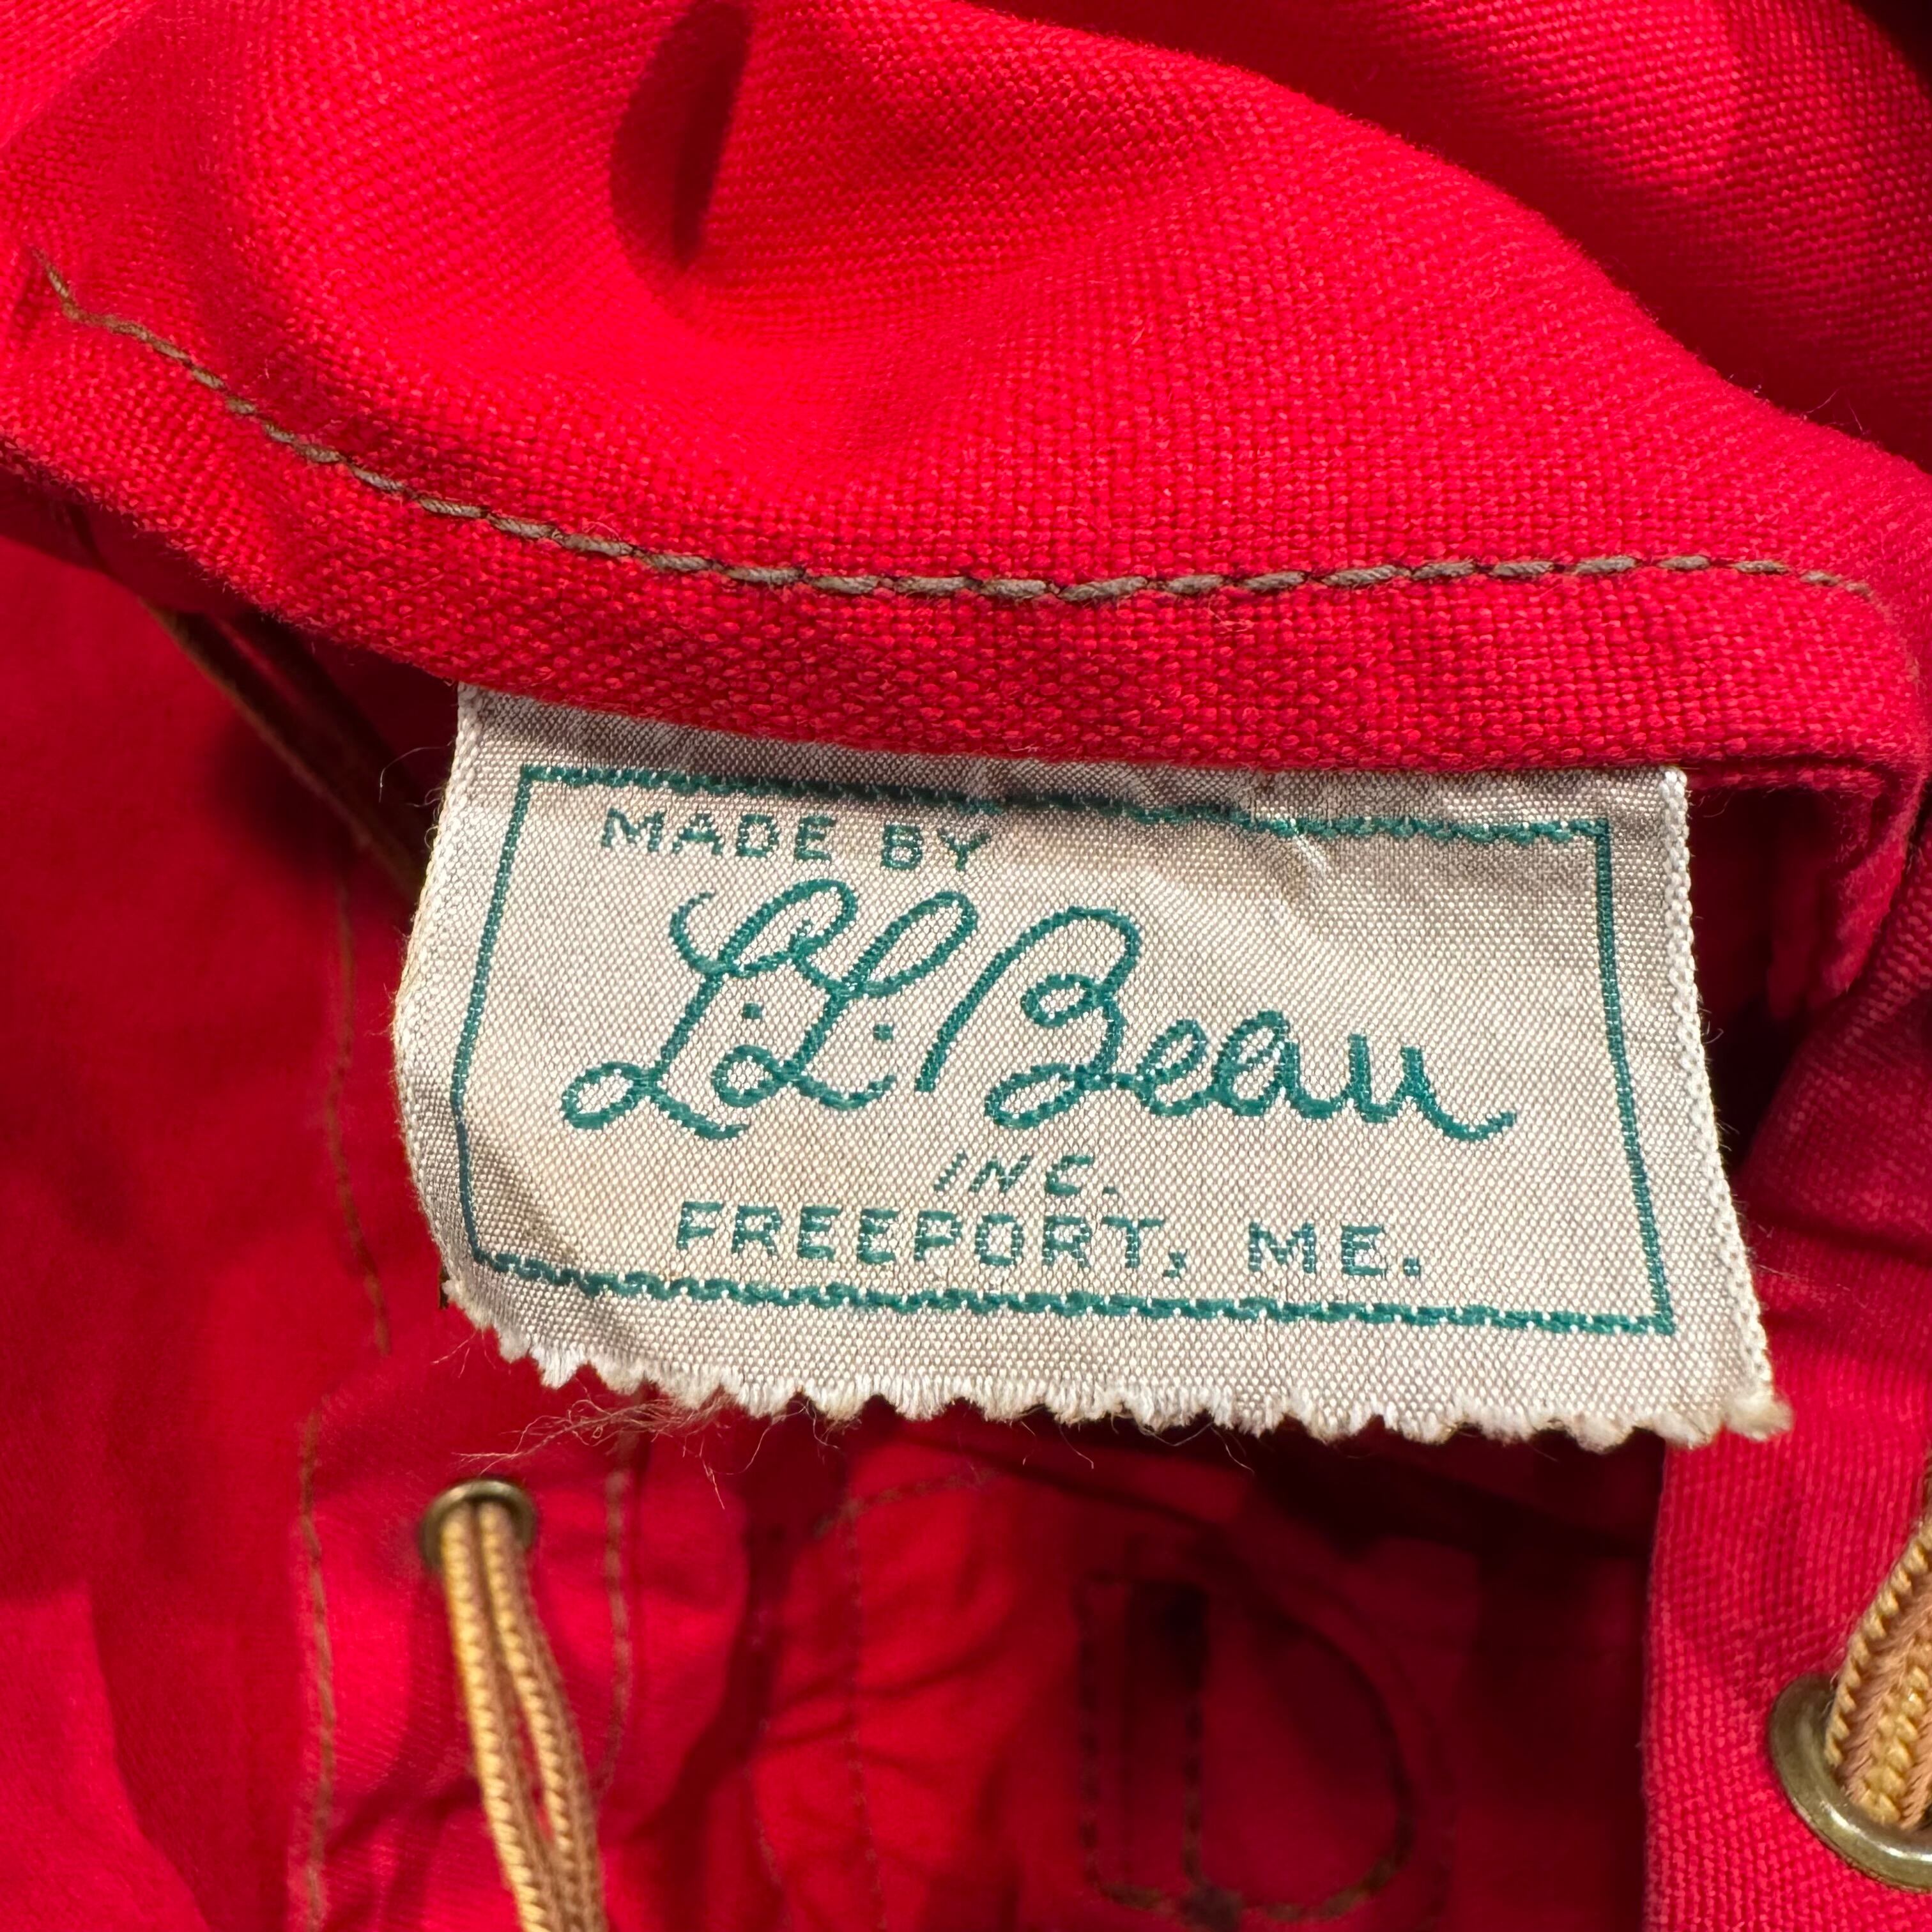 MADE BY
L.L. Bean
INC.
FREEPORT, ME.